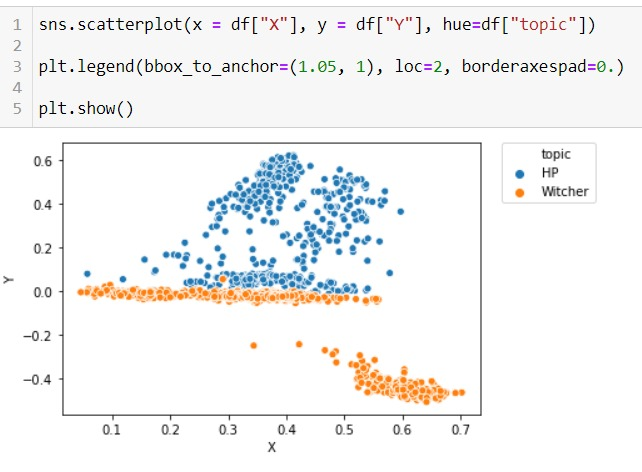 1 sns.scatterplot(x = df["X"], y = df["Y"], hue=df["topic"])
2
3 plt.legend(bbox_to_anchor=(1.05, 1), loc=2, borderaxespad=0.)
4
5 plt.show()
topic
HP
Witcher
0.6
0.4
0.2
0.0
−0.2
−0.4
Y
0.1 0.2 0.3 0.4 0.5 0.6 0.7
X